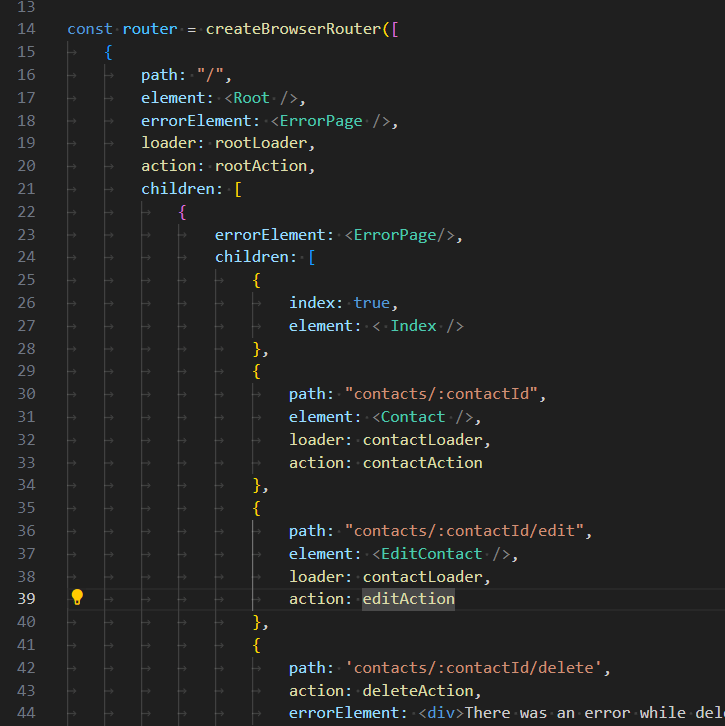 13
14 const router = createBrowserRouter([
15 {
16 path: "/",
17 element: <Root />,
18 errorElement: <ErrorPage />,
19 loader: rootLoader,
20 action: rootAction,
21 children: [
22 {
23 errorElement: <ErrorPage/>,
24 children: [
25 {
26 index: true,
27 element: < Index />
28 },
29 {
30 path: "contacts/:contactId",
31 element: <Contact />,
32 loader: contactLoader,
33 action: contactAction
34 },
35 {
36 path: "contacts/:contactId/edit",
37 element: <EditContact />,
38 loader: contactLoader,
39 action: editAction
40 },
41 {
42 path: 'contacts/:contactId/delete',
43 action: deleteAction,
44 errorElement: <div>There was an error while del